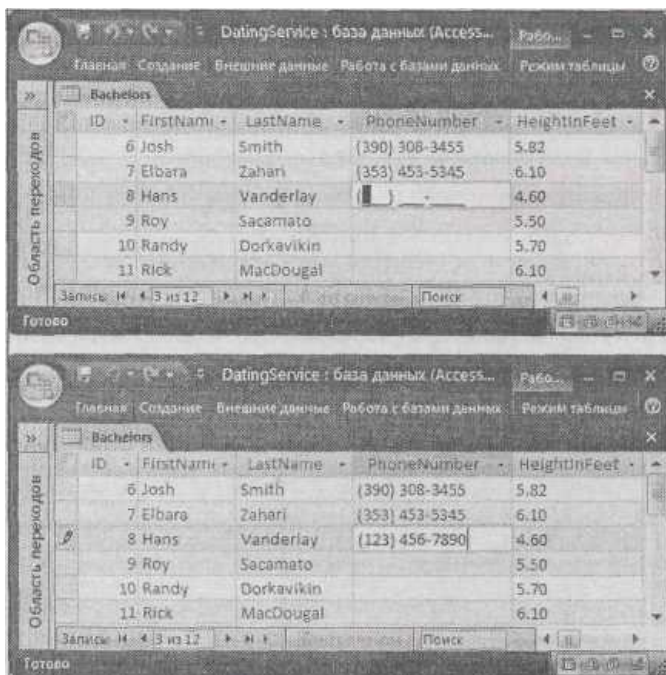 DatingService : база данных (Access... Рабо...
Главная Создание Внешние данные Работа с базами данных Режим таблицы
Bachelors
ID FirstNami LastName PhoneNumber HeightInFeet
Область переходов
6 Josh Smith (390) 308-3455 5.82
7 Elbara Zahari (353) 453-5345 6.10
8 Hans Vanderlay (___) ___-____ 4.60
9 Roy Sacamato 5.50
10 Randy Dorkavikin 5.70
11 Rick MacDougal 6.10
Запись: 3 из 12 Поиск
Готово
DatingService : база данных (Access... Рабо...
Главная Создание Внешние данные Работа с базами данных Режим таблицы
Bachelors
ID FirstNami LastName PhoneNumber HeightInFeet
Область переходов
6 Josh Smith (390) 308-3455 5.82
7 Elbara Zahari (353) 453-5345 6.10
8 Hans Vanderlay (123) 456-7890 4.60
9 Roy Sacamato 5.50
10 Randy Dorkavikin 5.70
11 Rick MacDougal 6.10
Запись: 3 из 12 Поиск
Готово